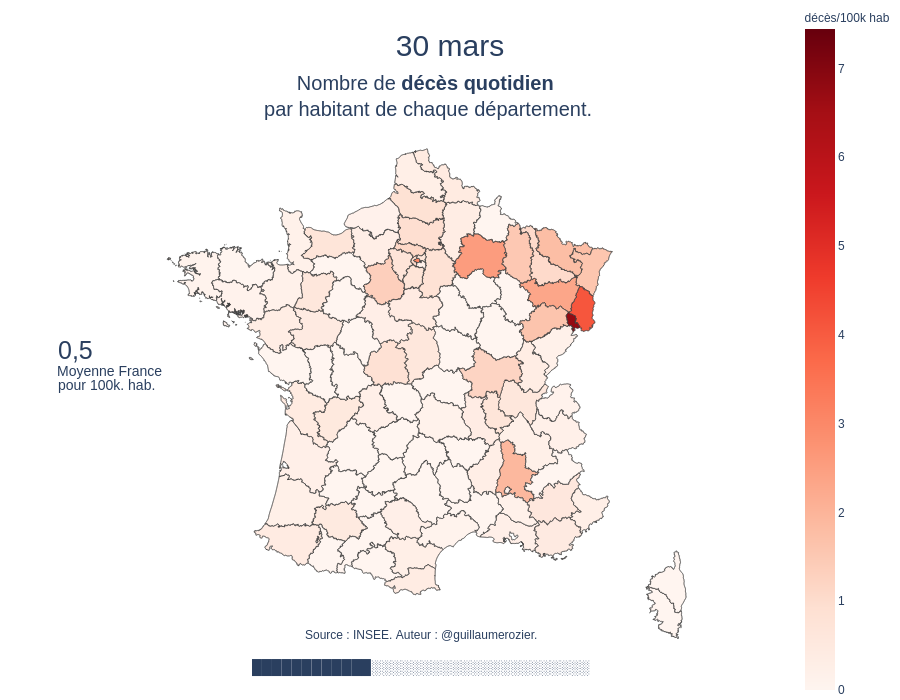 décès/100k hab
30 mars
Nombre de décès quotidien
par habitant de chaque département.
7
6
5
4
3
2
1
0
0,5
Moyenne France
pour 100k. hab.
Source : INSEE. Auteur : @guillaumerozier.